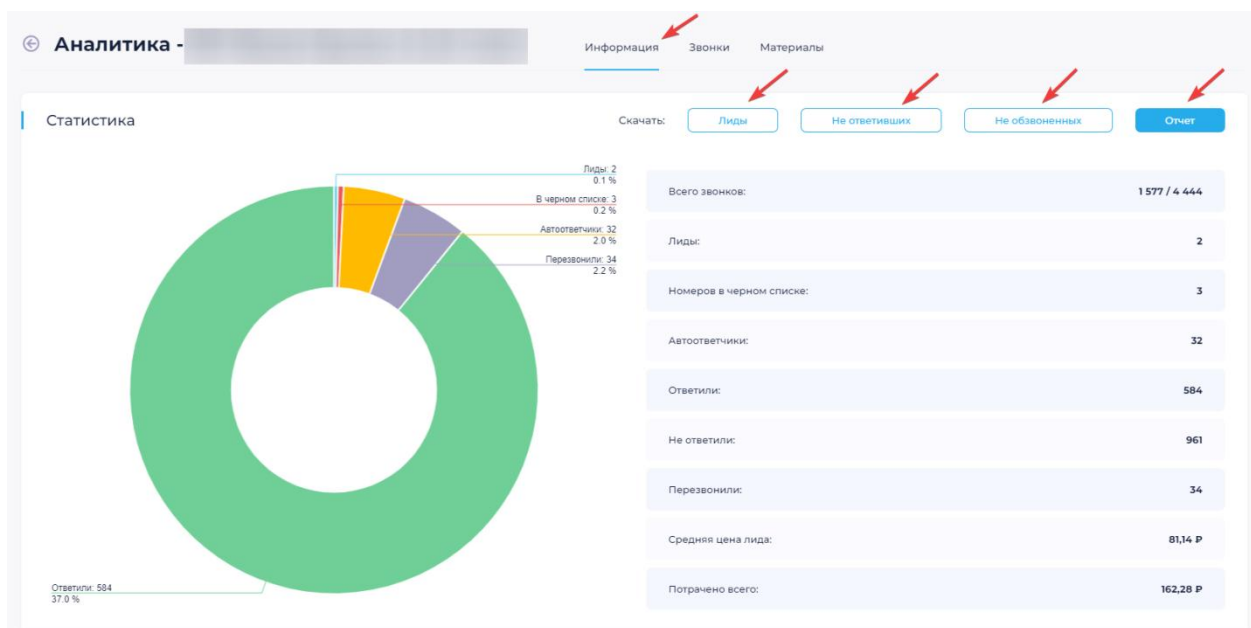 Аналитика -
Информация Звонки Материалы
Статистика
Скачать: Лиды Не ответивших Не обзвоненных Отчет
Лиды: 2
0.1 %
В черном списке: 3
0.2 %
Автоответчики: 32
2.0 %
Перезвонили: 34
2.2 %
Ответили: 584
37.0 %
Всего звонков: 1 577 / 4 444
Лиды: 2
Номеров в черном списке: 3
Автоответчики: 32
Ответили: 584
Не ответили: 961
Перезвонили: 34
Средняя цена лида: 81,14 ₽
Потрачено всего: 162,28 ₽